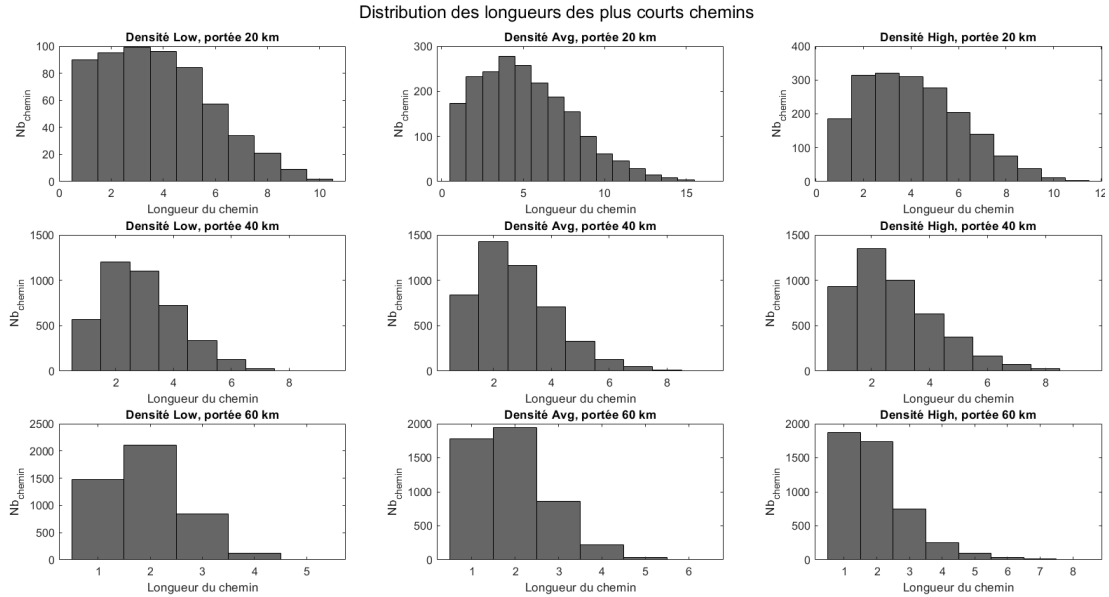 Distribution des longueurs des plus courts chemins
Densité Low, portée 20 km
100
80
60
40
20
0
Nb_chemin
0 2 4 6 8 10
Longueur du chemin
Densité Avg, portée 20 km
300
200
100
0
Nb_chemin
0 5 10 15
Longueur du chemin
Densité High, portée 20 km
400
300
200
100
0
Nb_chemin
0 2 4 6 8 10 12
Longueur du chemin
Densité Low, portée 40 km
1500
1000
500
0
Nb_chemin
2 4 6 8
Longueur du chemin
Densité Avg, portée 40 km
1500
1000
500
0
Nb_chemin
2 4 6 8
Longueur du chemin
Densité High, portée 40 km
1500
1000
500
0
Nb_chemin
2 4 6 8
Longueur du chemin
Densité Low, portée 60 km
2500
2000
1500
1000
500
0
Nb_chemin
1 2 3 4 5
Longueur du chemin
Densité Avg, portée 60 km
2000
1500
1000
500
0
Nb_chemin
1 2 3 4 5 6
Longueur du chemin
Densité High, portée 60 km
2000
1500
1000
500
0
Nb_chemin
1 2 3 4 5 6 7 8
Longueur du chemin